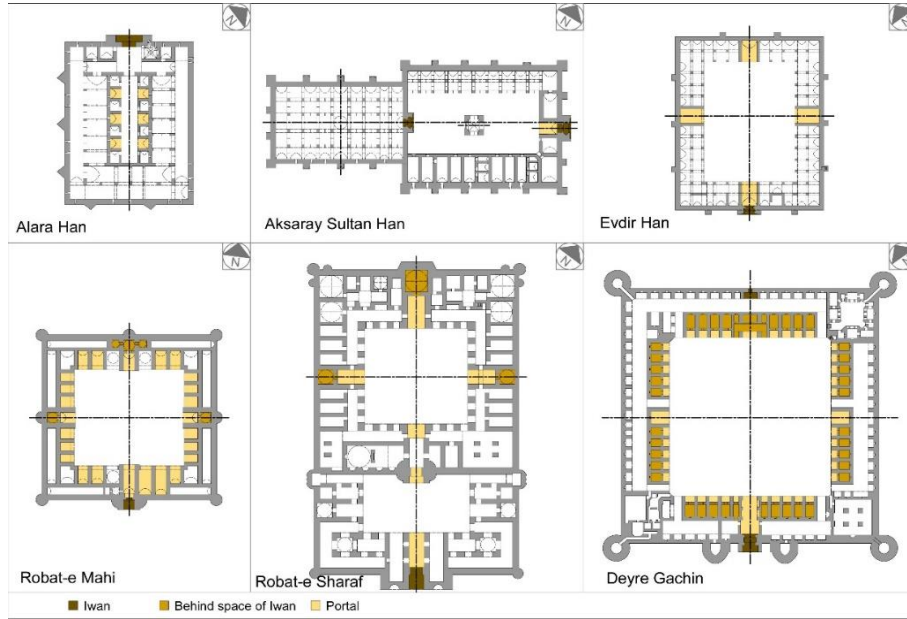 N
N
N
Alara Han
Aksaray Sultan Han
Evdir Han
N
N
N
Robat-e Mahi
Robat-e Sharaf
Deyre Gachin
Iwan
Behind space of Iwan
Portal